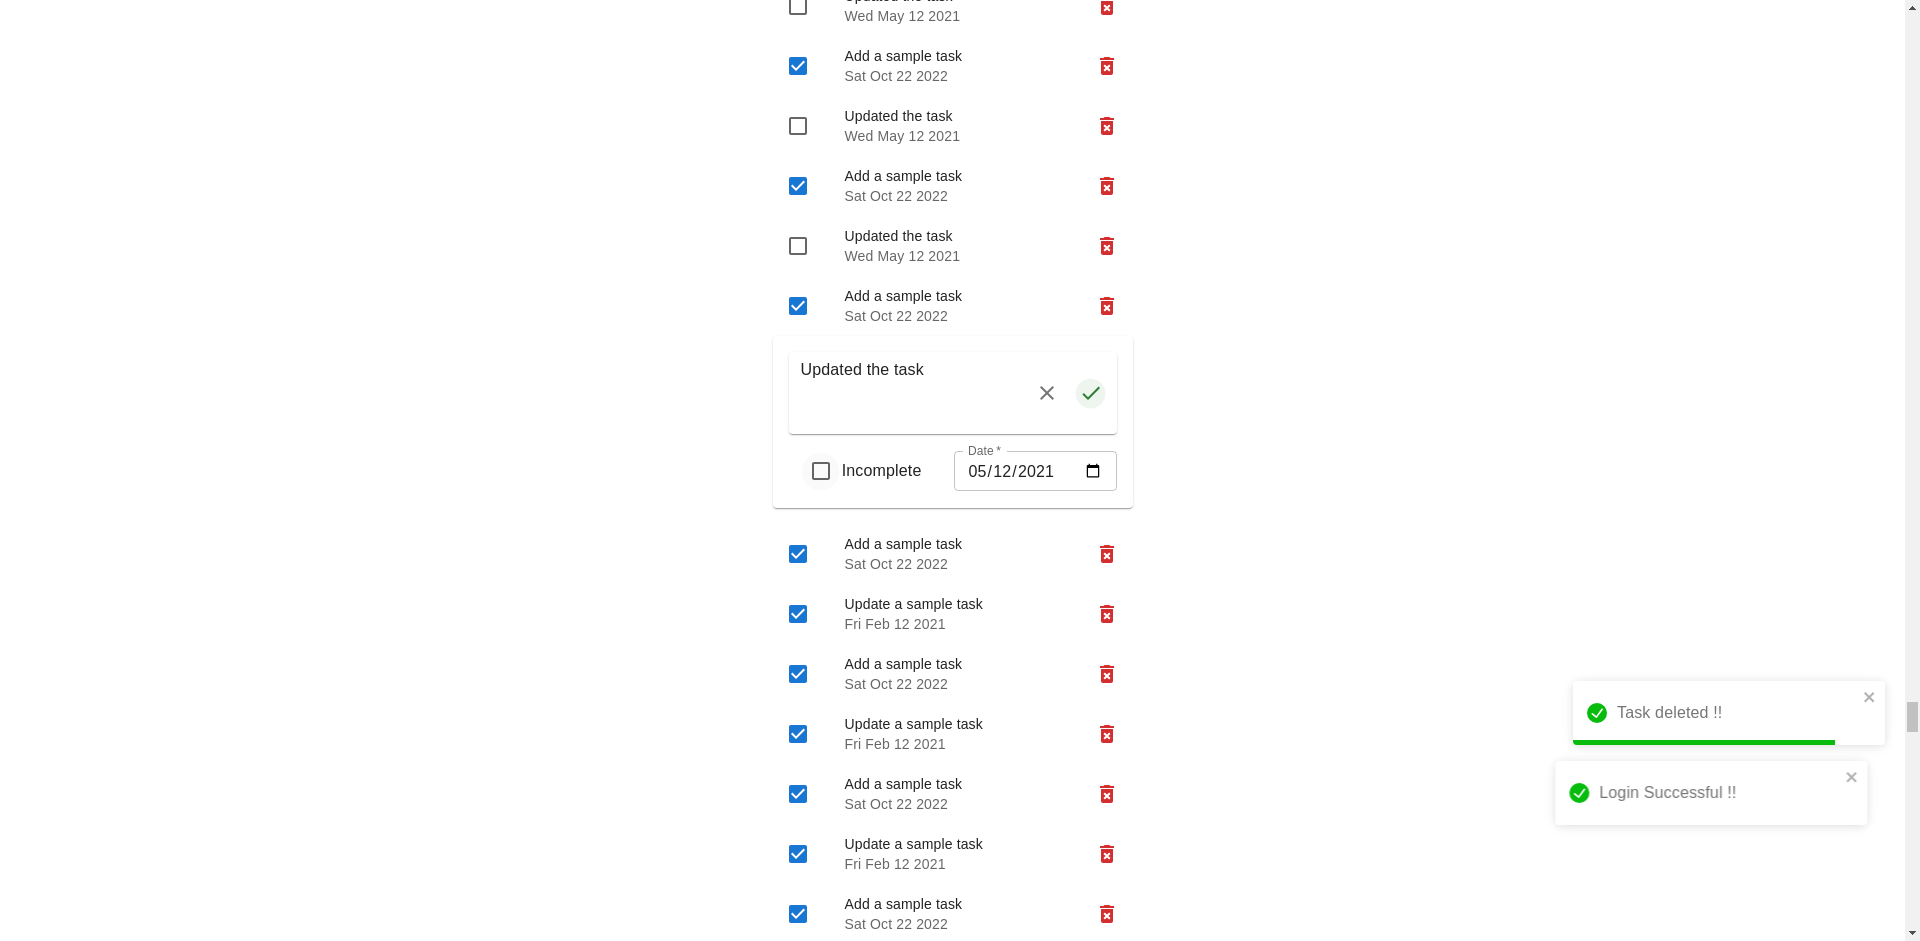 Updated the task
Wed May 12 2021
Add a sample task
Sat Oct 22 2022
Updated the task
Wed May 12 2021
Add a sample task
Sat Oct 22 2022
Updated the task
Wed May 12 2021
Add a sample task
Sat Oct 22 2022
Updated the task
Incomplete
Date *
05/12/2021
Add a sample task
Sat Oct 22 2022
Update a sample task
Fri Feb 12 2021
Add a sample task
Sat Oct 22 2022
Update a sample task
Fri Feb 12 2021
Add a sample task
Sat Oct 22 2022
Update a sample task
Fri Feb 12 2021
Add a sample task
Sat Oct 22 2022
Task deleted !!
Login Successful !!